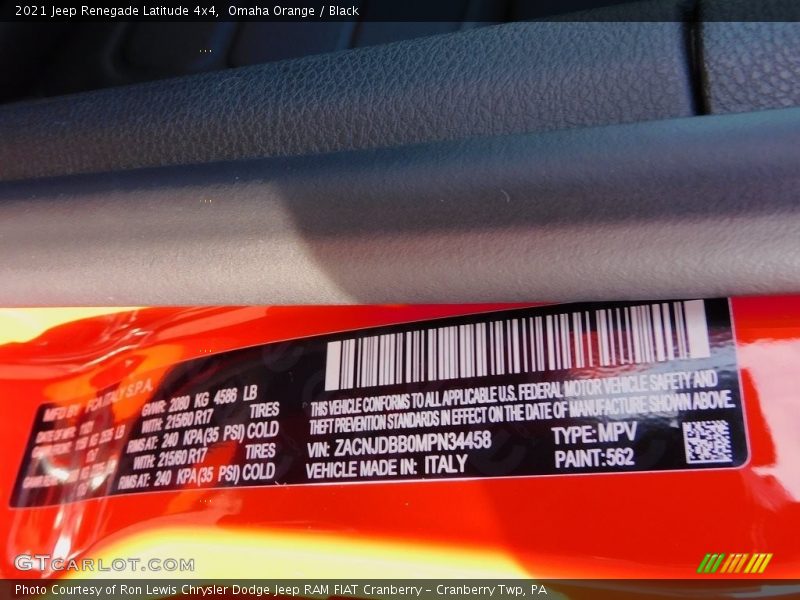 2021 Jeep Renegade Latitude 4x4, Omaha Orange / Black
MFD BY FCA ITALY S.P.A.
GVWR: 2080 KG 4586 LB
WITH: 215/60 R17 TIRES
RIMS AT: 240 KPA (35 PSI) COLD
WITH: 215/60 R17 TIRES
RIMS AT: 240 KPA (35 PSI) COLD
THIS VEHICLE CONFORMS TO ALL APPLICABLE U.S. FEDERAL MOTOR VEHICLE SAFETY AND
THEFT PREVENTION STANDARDS IN EFFECT ON THE DATE OF MANUFACTURE SHOWN ABOVE.
VIN: ZACNJDBB0MPN34458 TYPE: MPV
VEHICLE MADE IN: ITALY PAINT: 562
GTCARLOT.COM
Photo Courtesy of Ron Lewis Chrysler Dodge Jeep RAM FIAT Cranberry – Cranberry Twp, PA